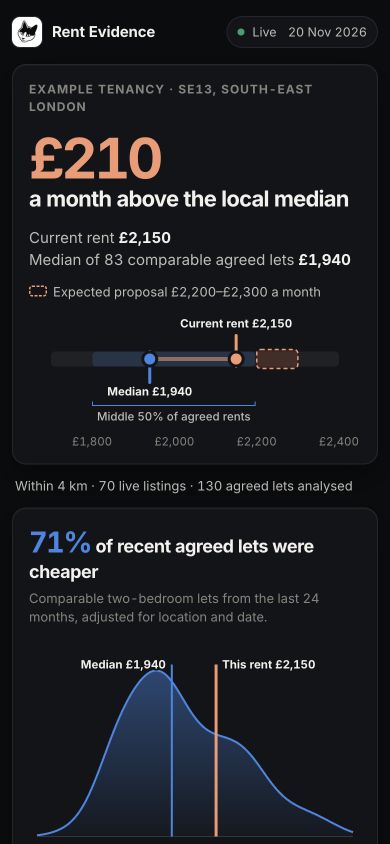 Rent Evidence
Live 20 Nov 2026
EXAMPLE TENANCY · SE13, SOUTH-EAST
LONDON
£210
a month above the local median
Current rent £2,150
Median of 83 comparable agreed lets £1,940
Expected proposal £2,200–£2,300 a month
Current rent £2,150
Median £1,940
Middle 50% of agreed rents
£1,800 £2,000 £2,200 £2,400
Within 4 km · 70 live listings · 130 agreed lets analysed
71% of recent agreed lets were
cheaper
Comparable two-bedroom lets from the last 24
months, adjusted for location and date.
Median £1,940 This rent £2,150